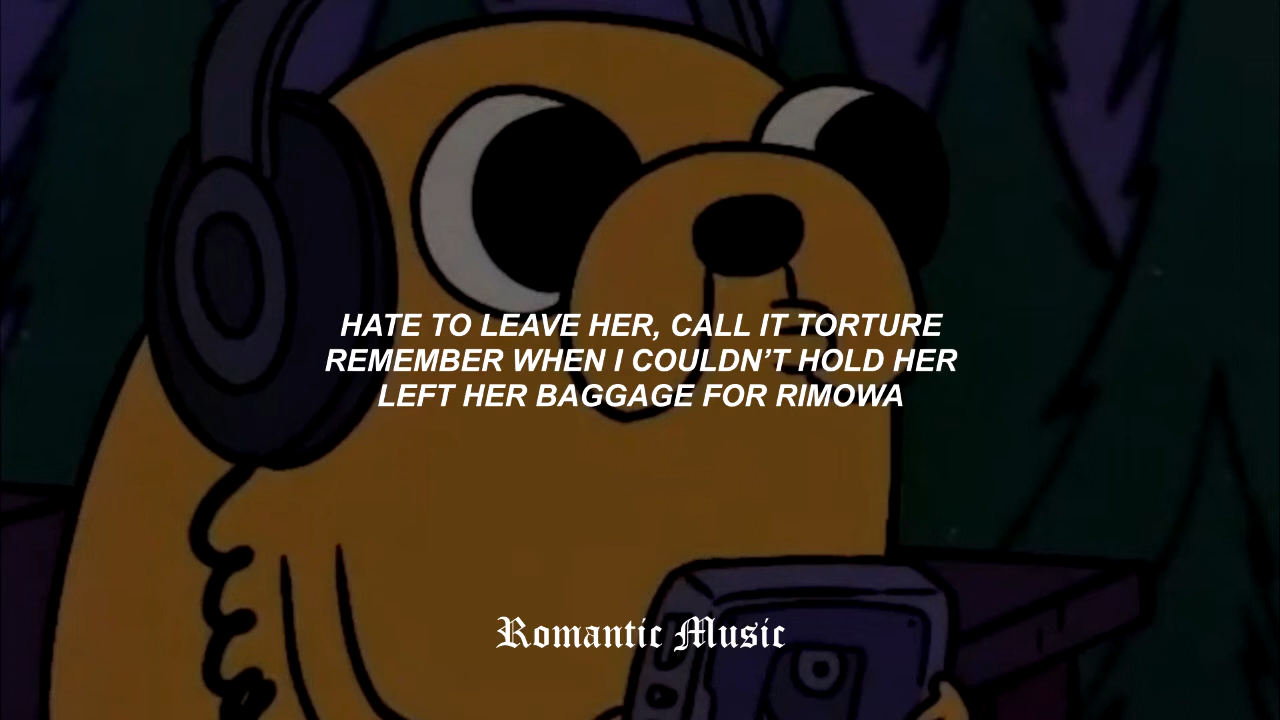 HATE TO LEAVE HER, CALL IT TORTURE
REMEMBER WHEN I COULDN’T HOLD HER
LEFT HER BAGGAGE FOR RIMOWA
Romantic Music